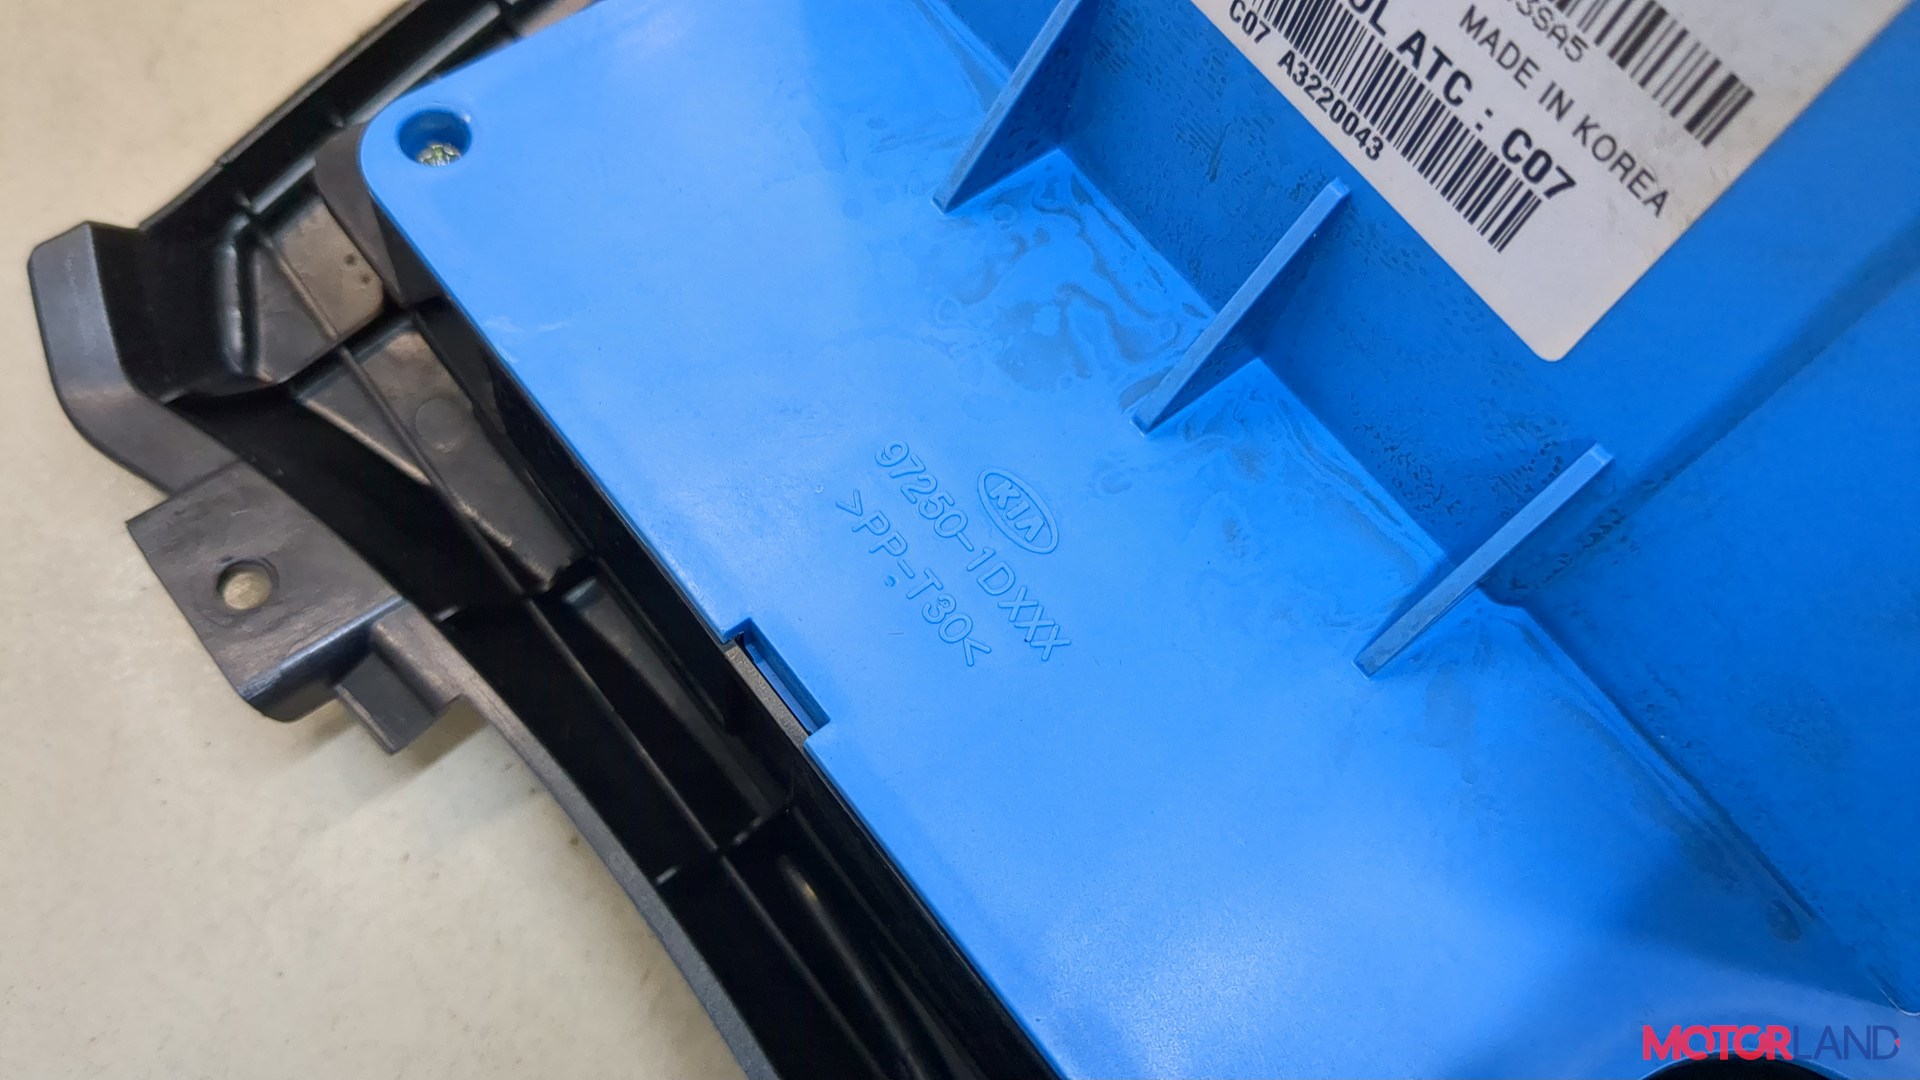 MADE IN KOREA
ATC : C07
C07 A3220043
KIA
97250-1DXXX
>PP-T30<
MOTORLAND